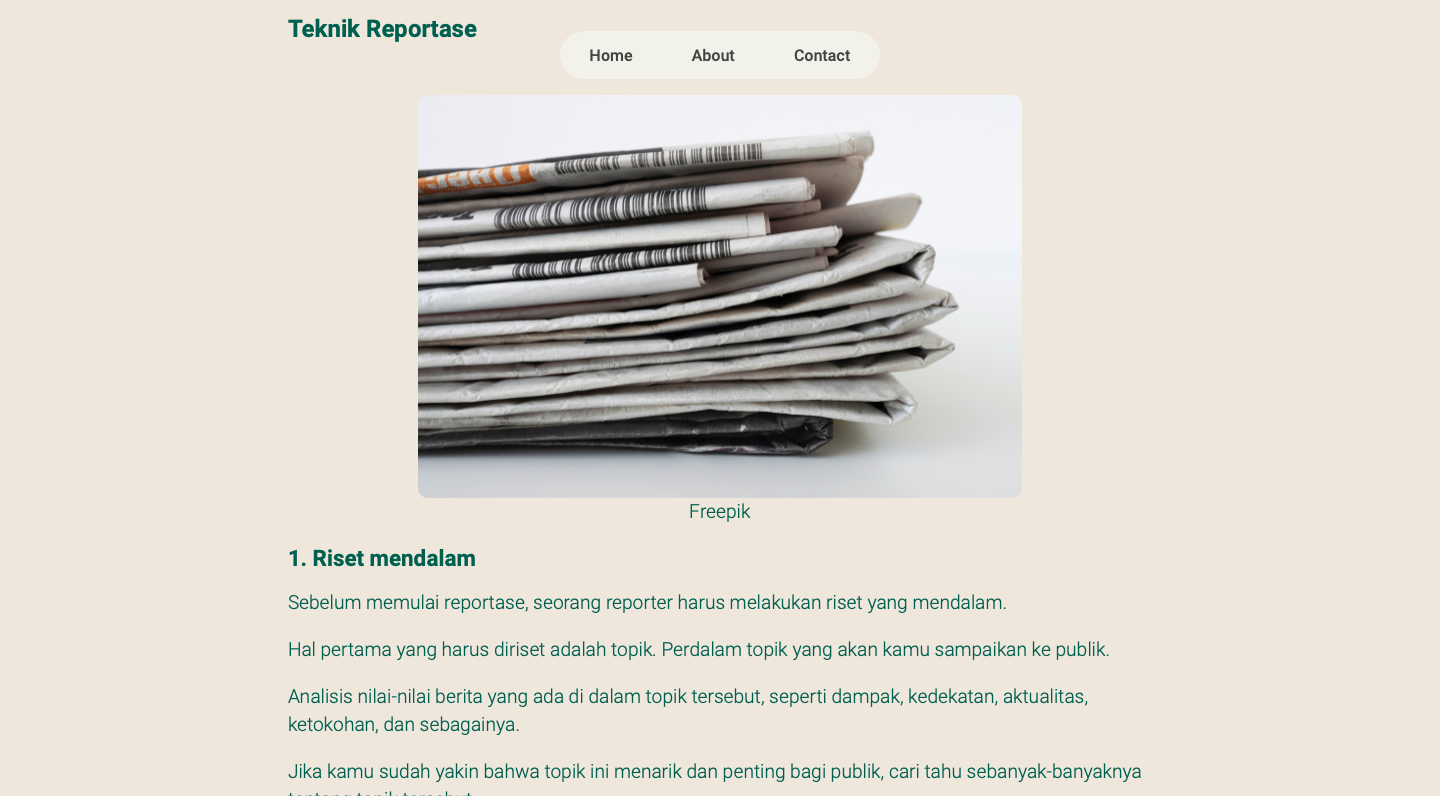 Teknik Reportase
Home
About
Contact
Freepik
1. Riset mendalam
Sebelum memulai reportase, seorang reporter harus melakukan riset yang mendalam.
Hal pertama yang harus diriset adalah topik. Perdalam topik yang akan kamu sampaikan ke publik.
Analisis nilai-nilai berita yang ada di dalam topik tersebut, seperti dampak, kedekatan, aktualitas,
ketokohan, dan sebagainya.
Jika kamu sudah yakin bahwa topik ini menarik dan penting bagi publik, cari tahu sebanyak-banyaknya